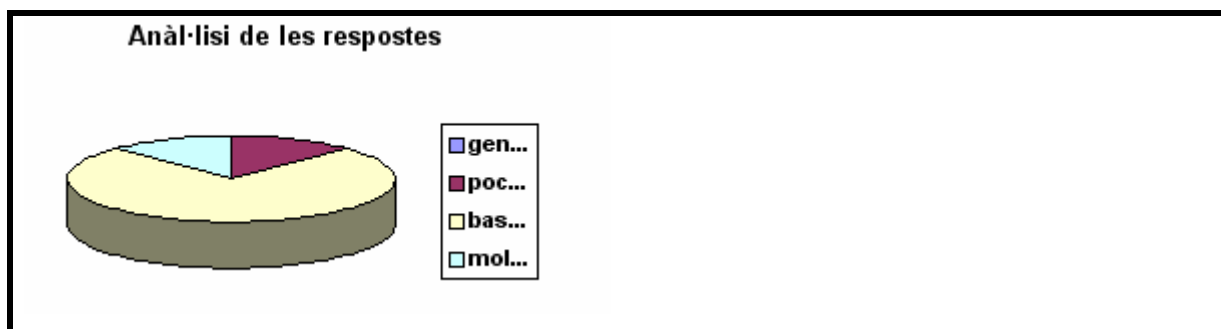 Anàl·lisi de les respostes
gen...
poc...
bas...
mol...